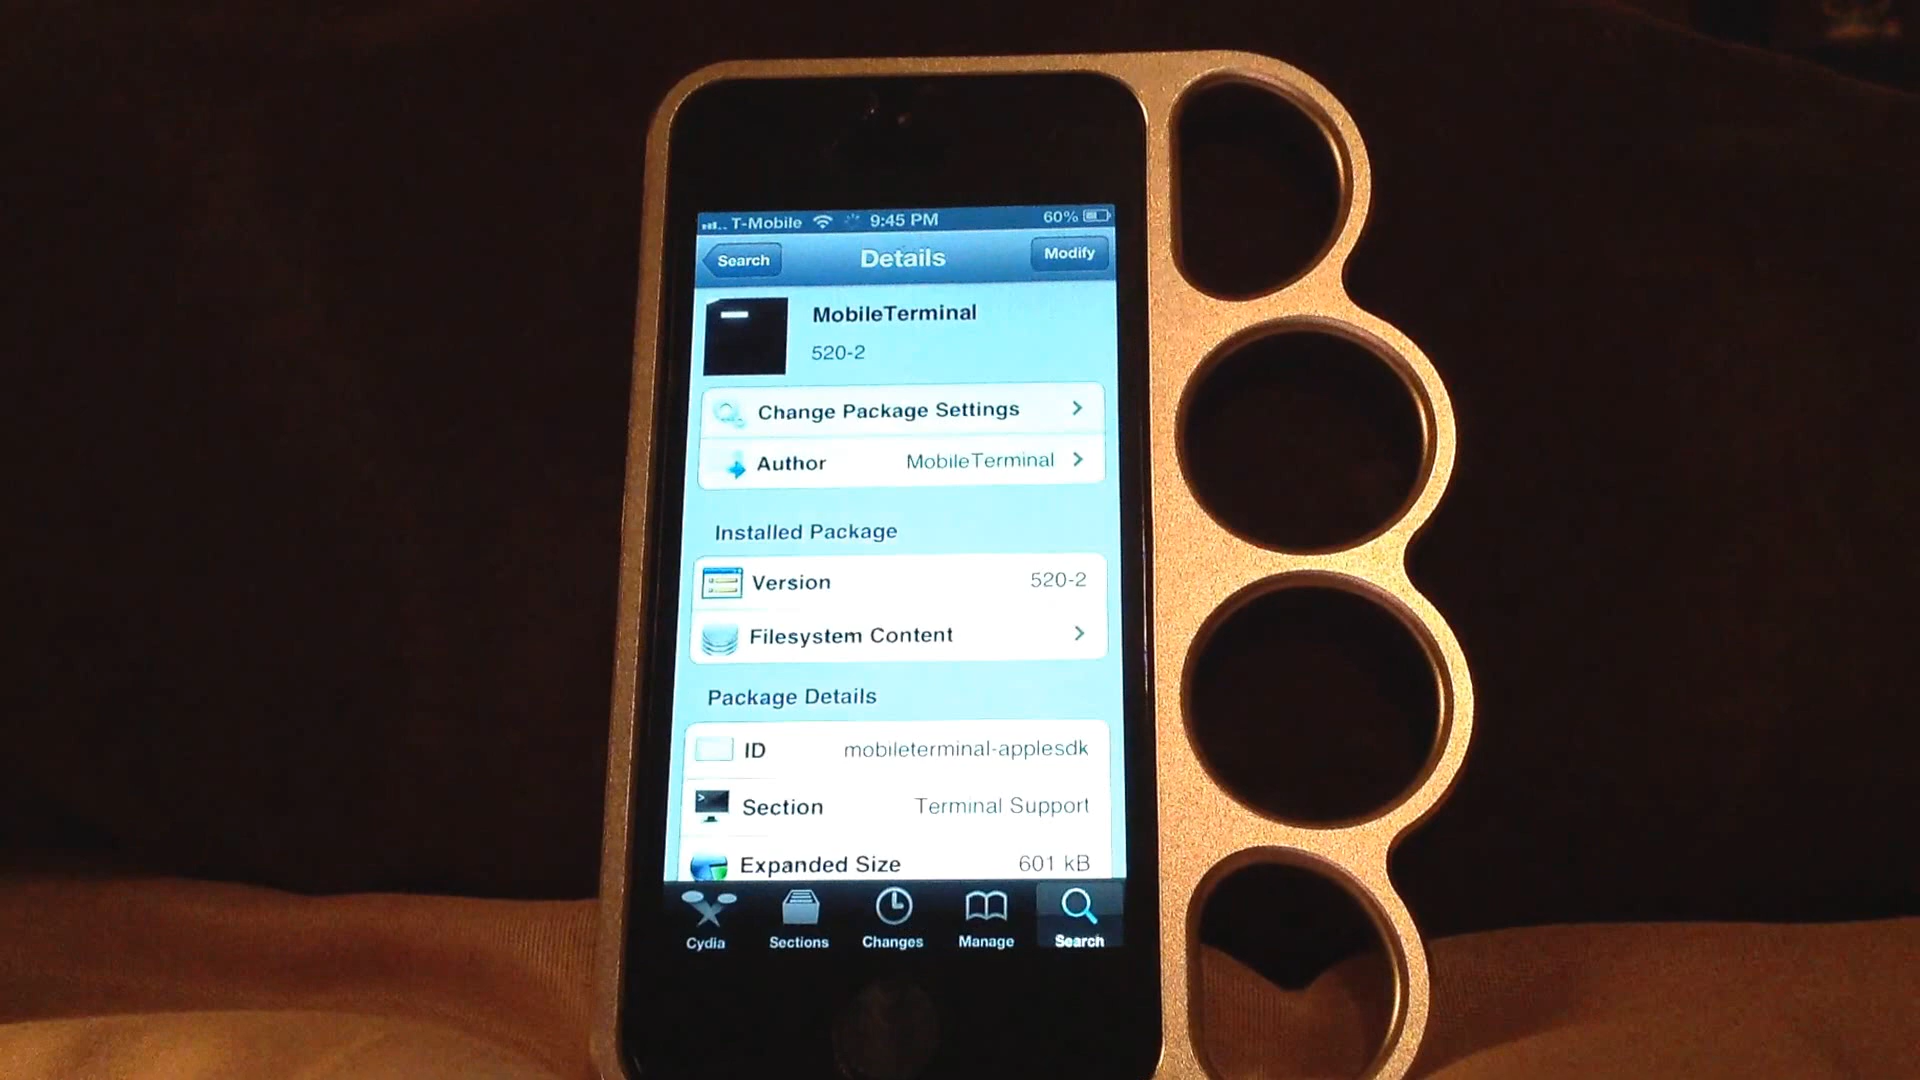 T-Mobile 9:45 PM 60%
Search Details Modify
MobileTerminal
520-2
Change Package Settings
Author MobileTerminal
Installed Package
Version 520-2
Filesystem Content
Package Details
ID mobileterminal-applesdk
Section Terminal Support
Expanded Size 601 kB
Cydia Sections Changes Manage Search